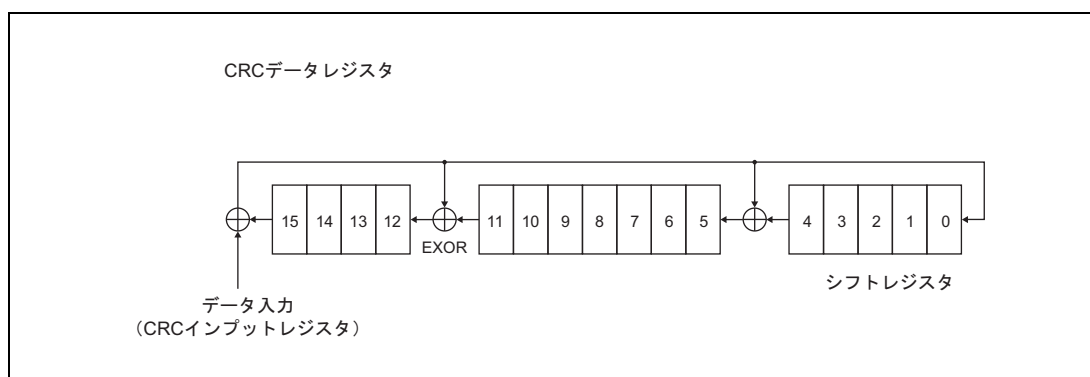 CRCデータレジスタ
15 14 13 12 11 10 9 8 7 6 5 4 3 2 1 0
EXOR
シフトレジスタ
データ入力
（CRCインプットレジスタ）